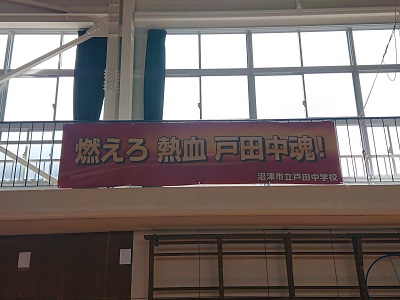 燃えろ 熱血 戸田中魂!
沼津市立戸田中学校